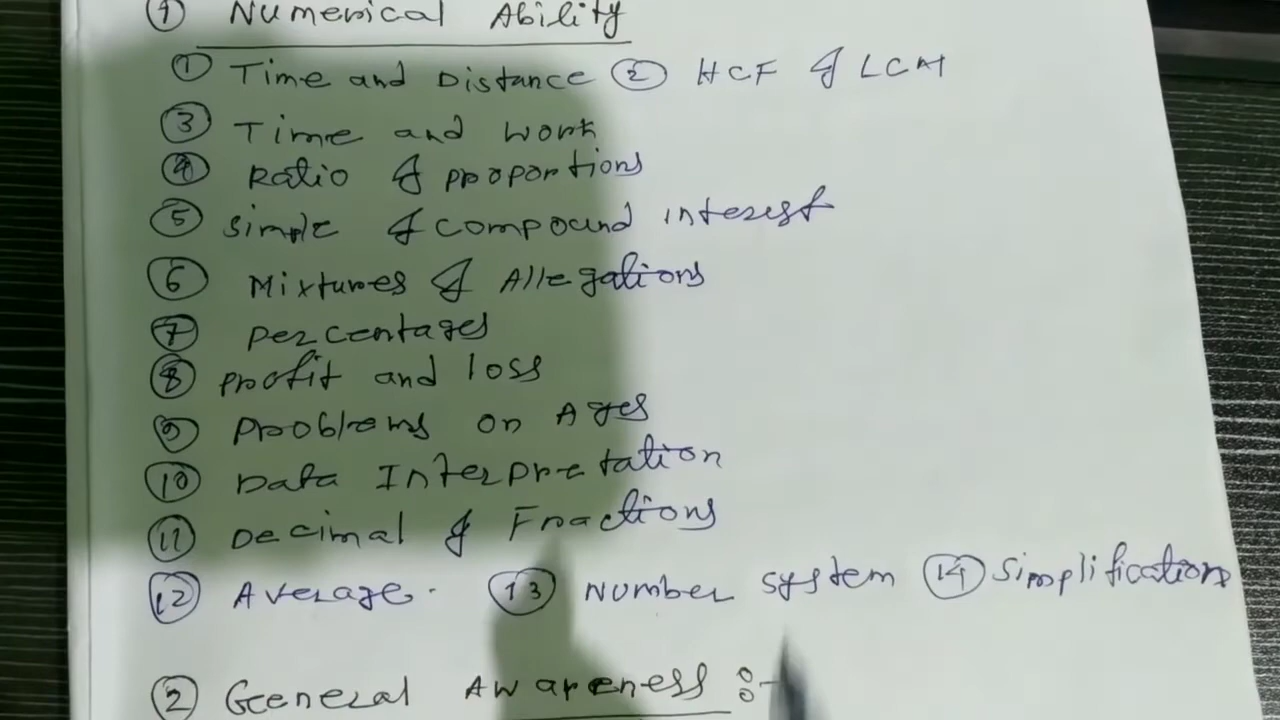 ① Numerical Ability
① Time and Distance ② HCF & LCM
③ Time and work
④ Ratio & proportions
⑤ simple & compound interest
⑥ Mixtures & Allegations
⑦ percentages
⑧ profit and loss
⑨ problems on Ages
⑩ Data Interpretation
⑪ Decimal & Fractions
⑫ Average. ⑬ Number system ⑭ Simplifications
② General Awareness :-